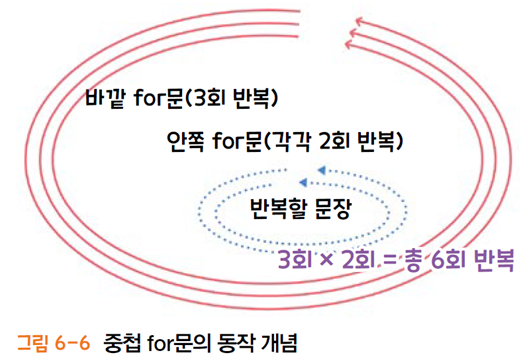 바깥 for문(3회 반복)
안쪽 for문(각각 2회 반복)
반복할 문장
3회 × 2회 = 총 6회 반복
그림 6-6 중첩 for문의 동작 개념